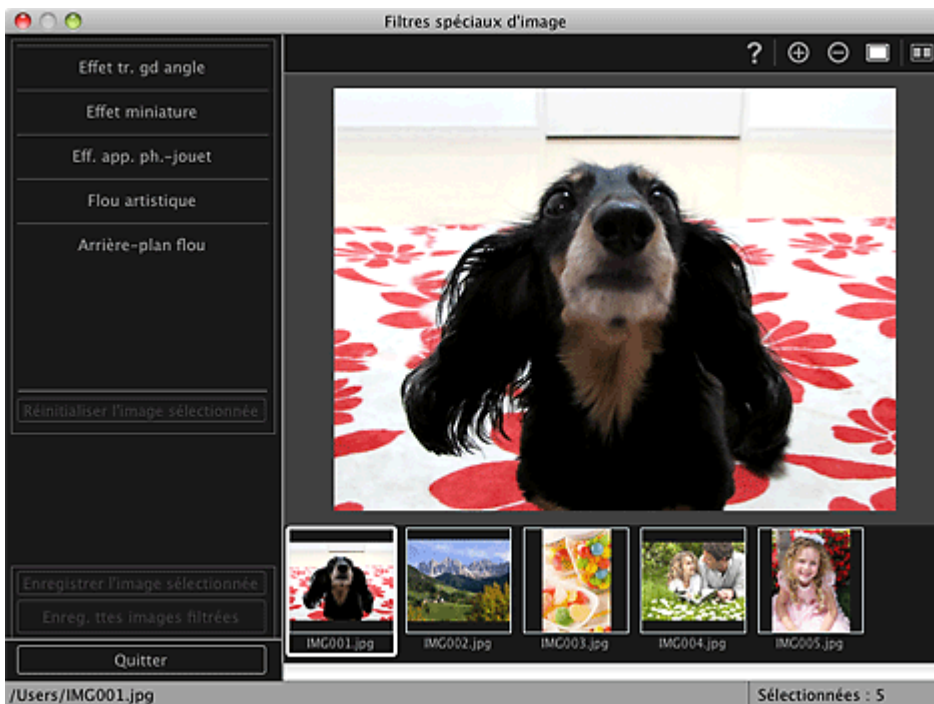 Filtres spéciaux d'image
Effet tr. gd angle
Effet miniature
Eff. app. ph.-jouet
Flou artistique
Arrière-plan flou
Réinitialiser l'image sélectionnée
Enregistrer l'image sélectionnée
Enreg. ttes images filtrées
Quitter
?
IMG001.jpg
IMG002.jpg
IMG003.jpg
IMG004.jpg
IMG005.jpg
/Users/IMG001.jpg
Sélectionnées : 5